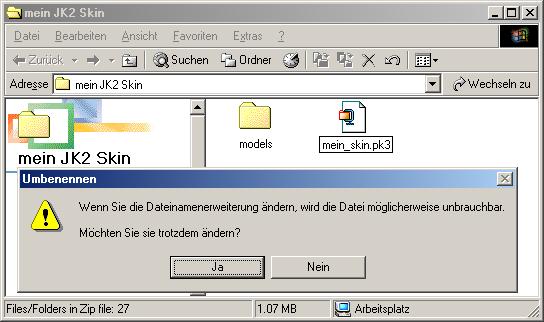 mein JK2 Skin
Datei Bearbeiten Ansicht Favoriten Extras ?
Zurück Suchen Ordner
Adresse mein JK2 Skin Wechseln zu
mein JK2 Skin
models
mein_skin.pk3
Umbenennen
Wenn Sie die Dateinamenerweiterung ändern, wird die Datei möglicherweise unbrauchbar.
Möchten Sie sie trotzdem ändern?
Ja Nein
Files/Folders in Zip file: 27 1.07 MB Arbeitsplatz